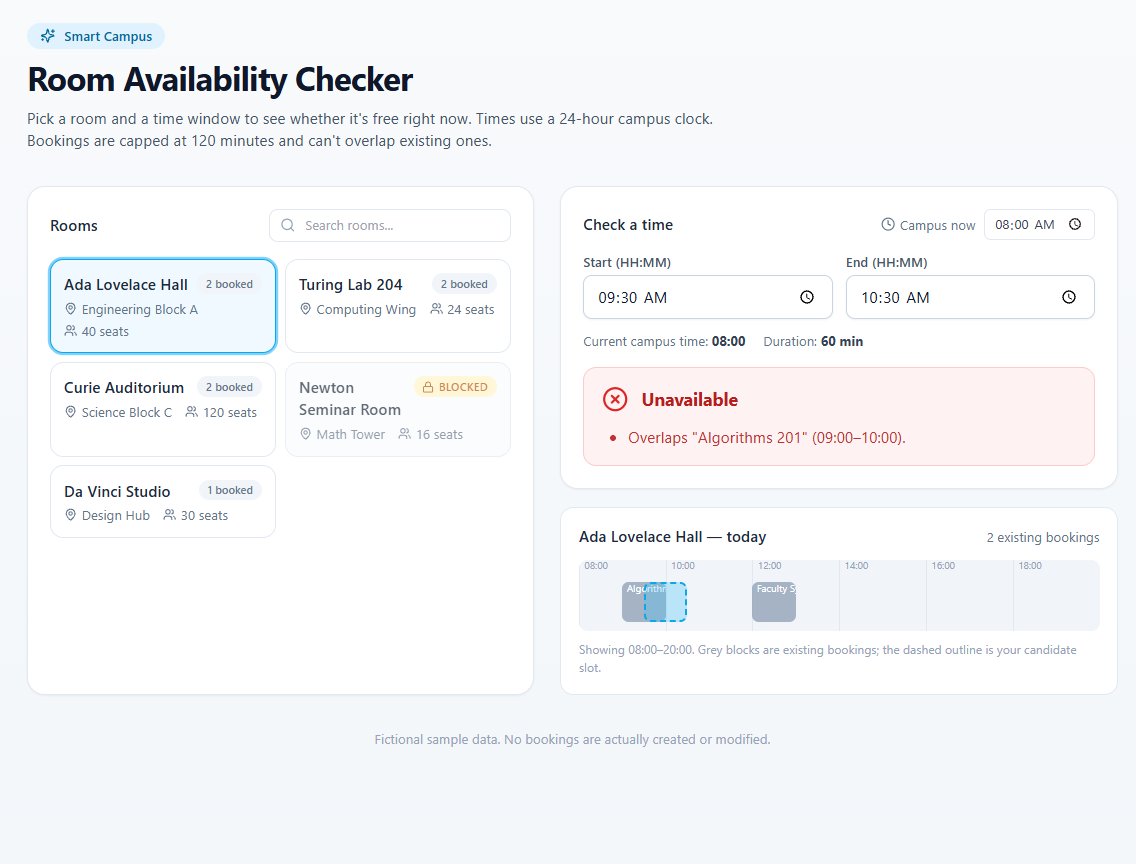 Smart Campus
Room Availability Checker
Pick a room and a time window to see whether it's free right now. Times use a 24-hour campus clock.
Bookings are capped at 120 minutes and can't overlap existing ones.
Rooms
Search rooms...
Ada Lovelace Hall
2 booked
Engineering Block A
40 seats
Turing Lab 204
2 booked
Computing Wing
24 seats
Curie Auditorium
2 booked
Science Block C
120 seats
Newton
Seminar Room
BLOCKED
Math Tower
16 seats
Da Vinci Studio
1 booked
Design Hub
30 seats
Check a time
Campus now
08:00 AM
Start (HH:MM)
End (HH:MM)
09:30 AM
10:30 AM
Current campus time: 08:00
Duration: 60 min
Unavailable
Overlaps "Algorithms 201" (09:00–10:00).
Ada Lovelace Hall — today
2 existing bookings
08:00
10:00
12:00
14:00
16:00
18:00
Faculty S
Showing 08:00–20:00. Grey blocks are existing bookings; the dashed outline is your candidate
slot.
Fictional sample data. No bookings are actually created or modified.